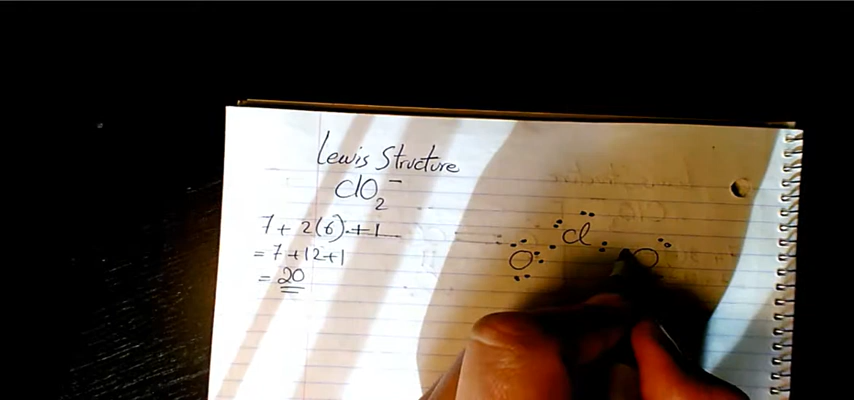 Lewis Structure
ClO₂⁻
7 + 2(6) + 1
= 7 + 12 + 1
= 20
Cl
O O